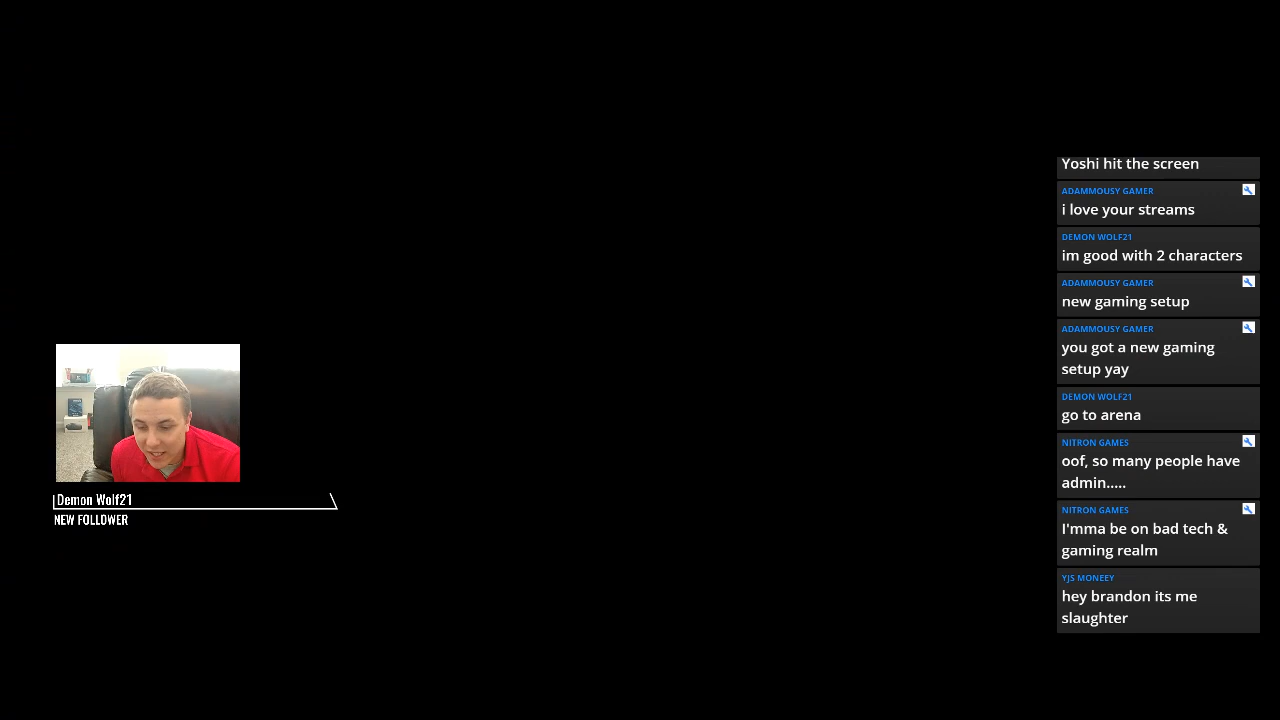 Yoshi hit the screen
ADAMMOUSY GAMER
i love your streams
DEMON WOLF21
im good with 2 characters
ADAMMOUSY GAMER
new gaming setup
ADAMMOUSY GAMER
you got a new gaming
setup yay
DEMON WOLF21
go to arena
NITRON GAMES
oof, so many people have
admin.....
NITRON GAMES
I'mma be on bad tech &
gaming realm
YJS MONEEY
hey brandon its me
slaughter
Demon Wolf21
NEW FOLLOWER